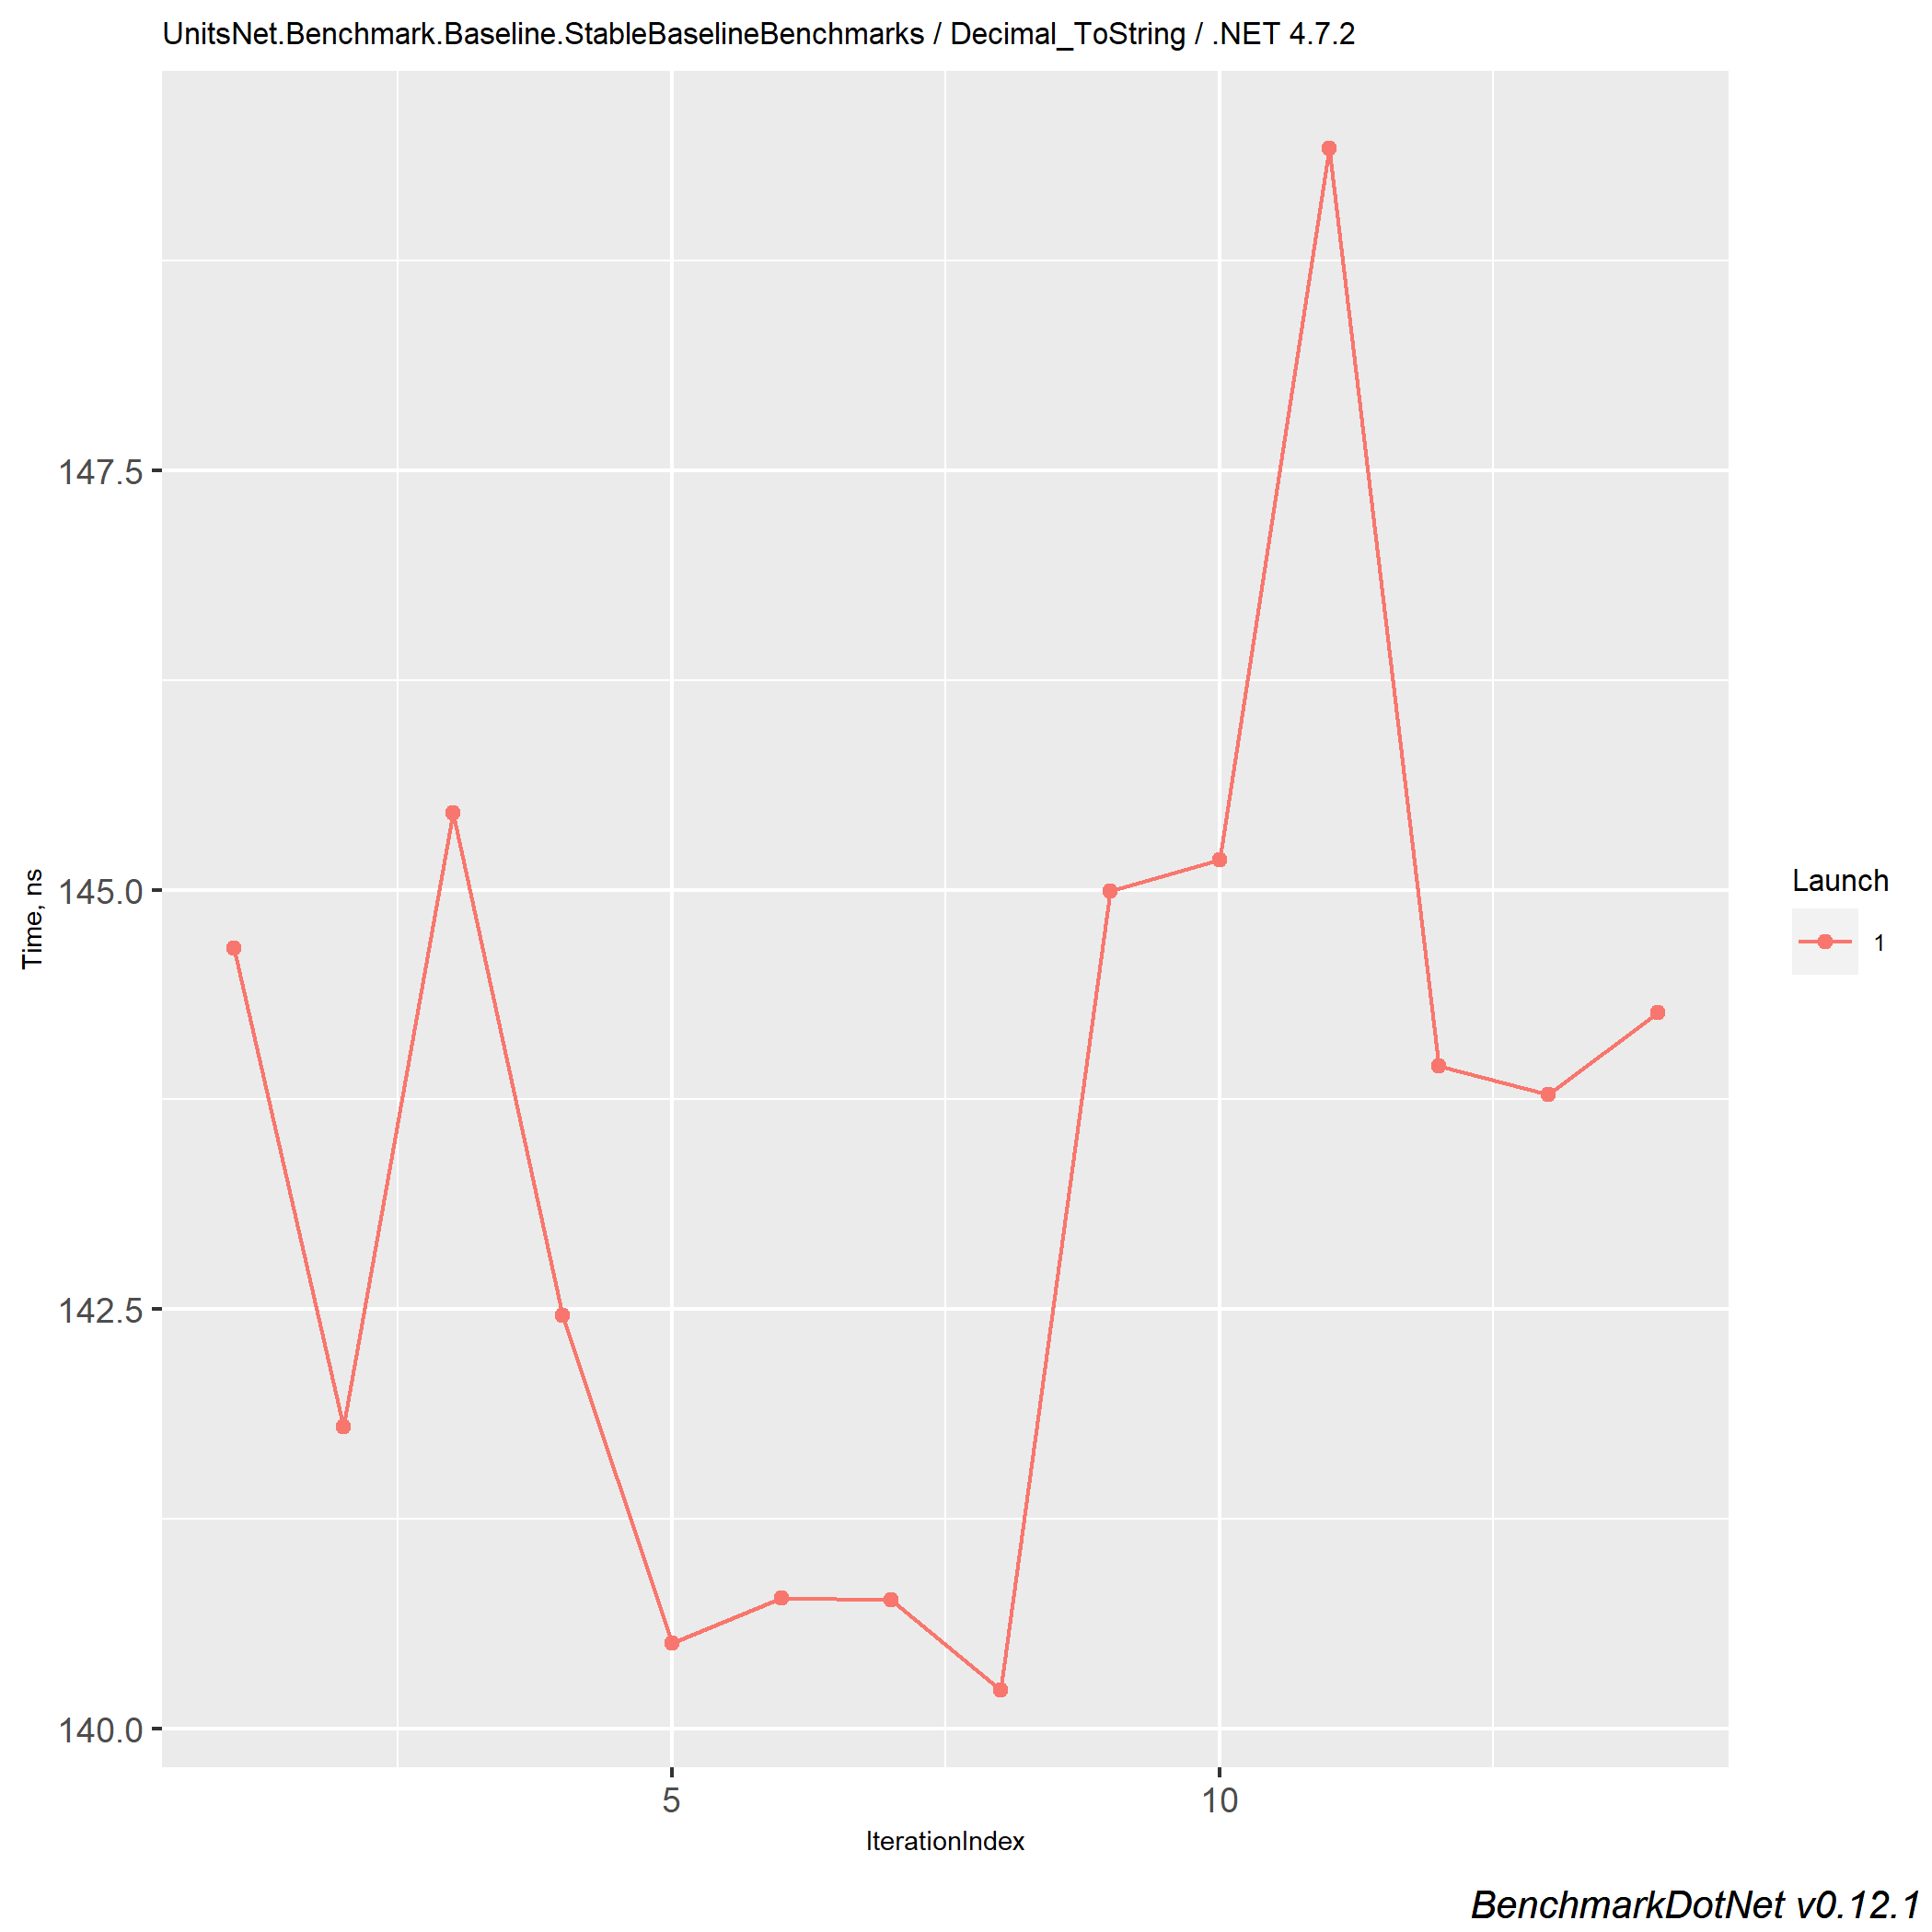 UnitsNet.Benchmark.Baseline.StableBaselineBenchmarks / Decimal_ToString / .NET 4.7.2
147.5
145.0
142.5
140.0
Time, ns
5
10
IterationIndex
Launch
1
BenchmarkDotNet v0.12.1